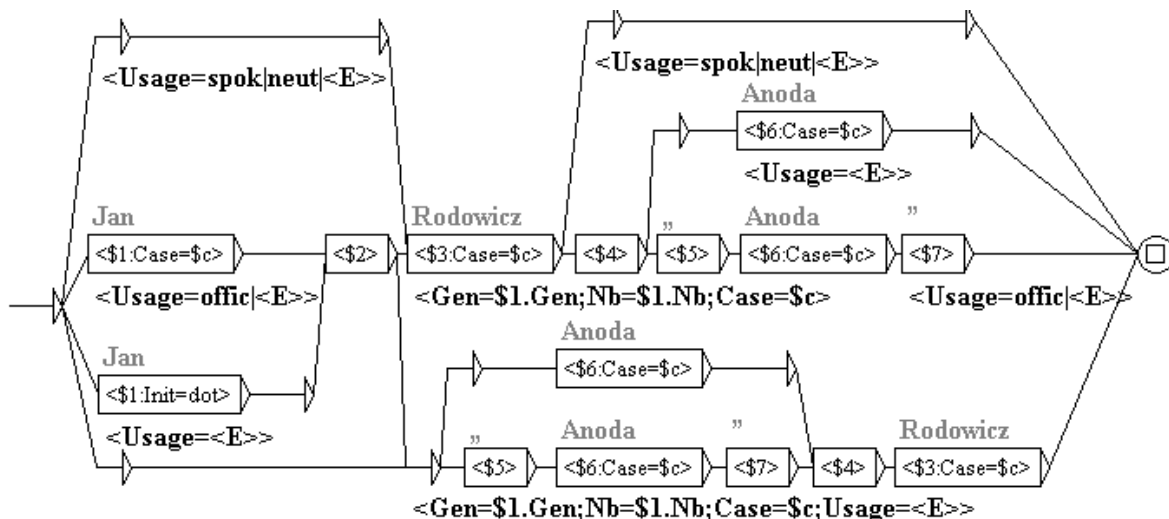 <Usage=spok|neut|<E>> <Usage=spok|neut|<E>>
Anoda
<$6:Case=$c>
<Usage=<E>>
Jan Rodowicz „ Anoda ”
<$1:Case=$c> <$2> <$3:Case=$c> <$4> <$5> <$6:Case=$c> <$7>
<Usage=offic|<E>> <Gen=$1.Gen;Nb=$1.Nb;Case=$c> <Usage=offic|<E>>
Anoda
Jan
<$6:Case=$c>
<$1:Init=dot>
<Usage=<E>>
„ Anoda ” Rodowicz
<$5> <$6:Case=$c> <$7> <$4> <$3:Case=$c>
<Gen=$1.Gen;Nb=$1.Nb;Case=$c;Usage=<E>>